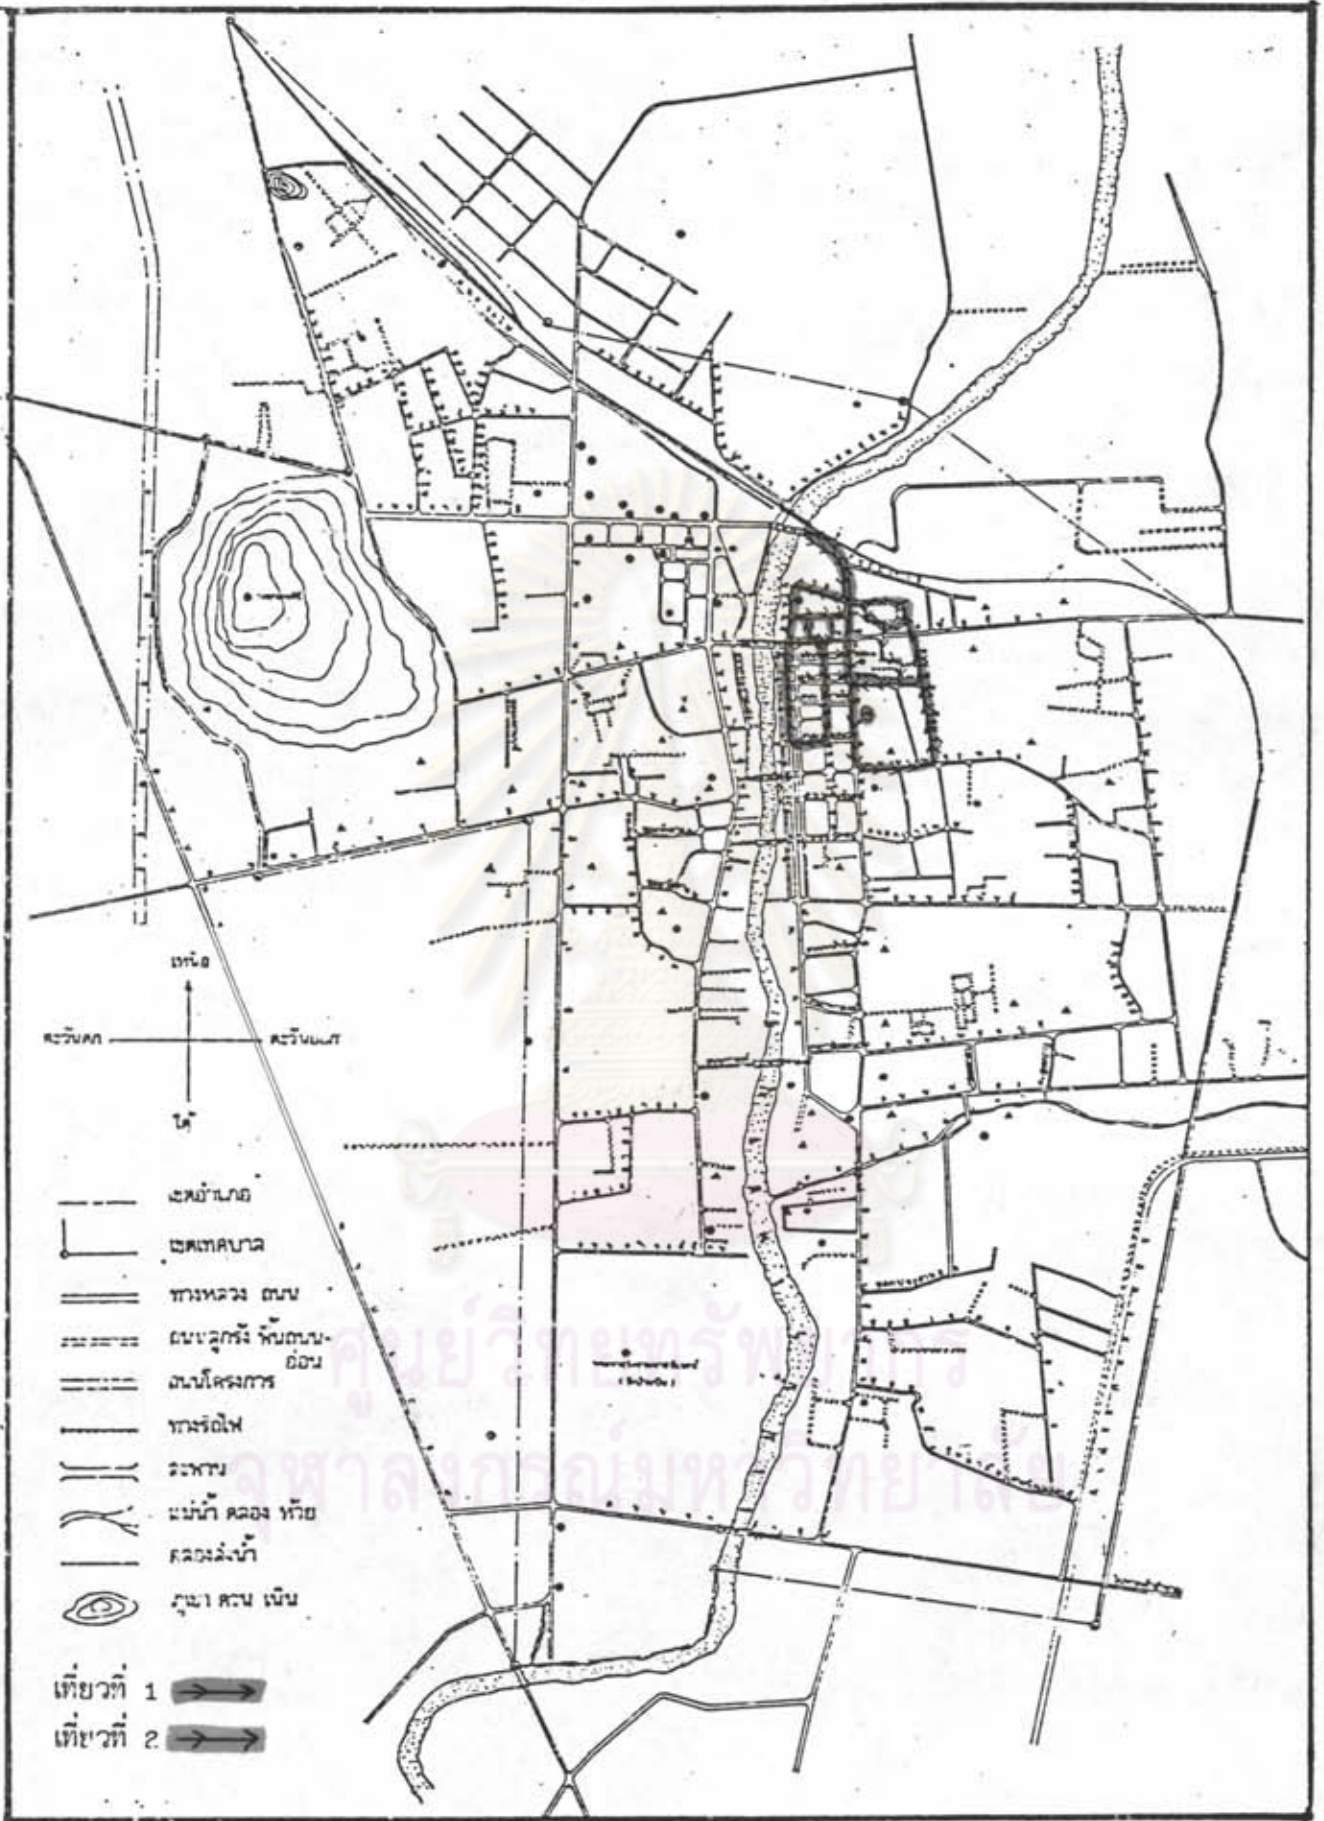 เหนือ
ตะวันตก
ตะวันออก
ใต้
เขตอำเภอ
เขตเทศบาล
ทางหลวง ถนน
ถนนลูกรัง พื้นถนน-
อ่อน
ถนนโครงการ
ทางรถไฟ
สะพาน
แม่น้ำ คลอง ห้วย
คลองส่งน้ำ
ภูเขา ควน เนิน
เที่ยวที่ 1
เที่ยวที่ 2
ศูนย์วิทยทรัพยากร
จุฬาลงกรณ์มหาวิทยาลัย